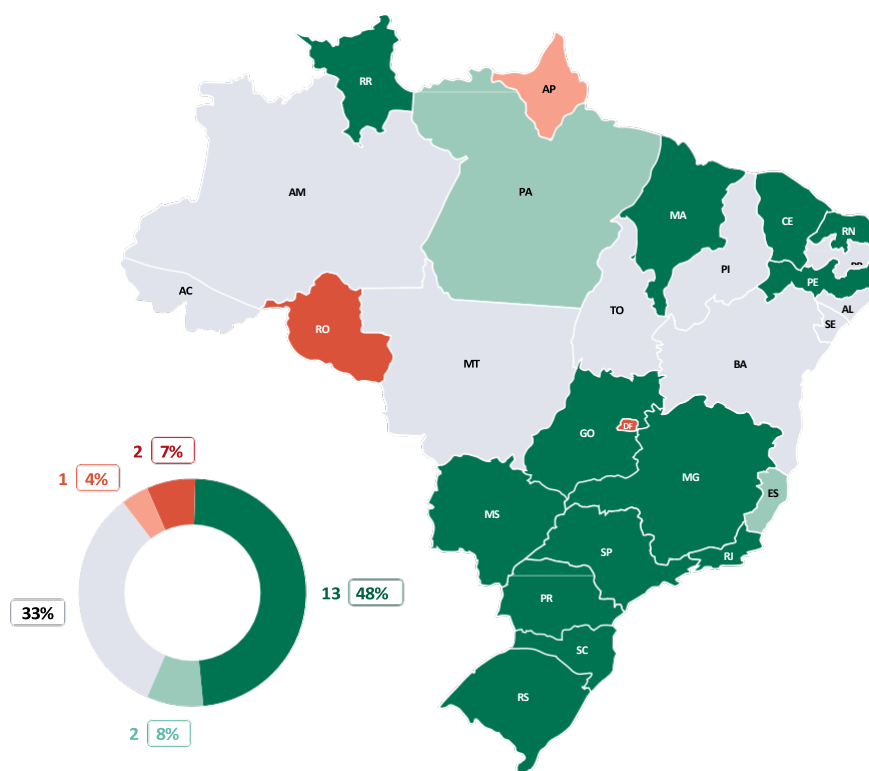 RR
AP
AM
PA
MA
CE
RN
PI
PE
AC
TO
AL
SE
RO
MT
BA
DF
GO
MG
ES
MS
SP
RJ
PR
SC
RS
2 7%
1 4%
13 48%
33%
2 8%